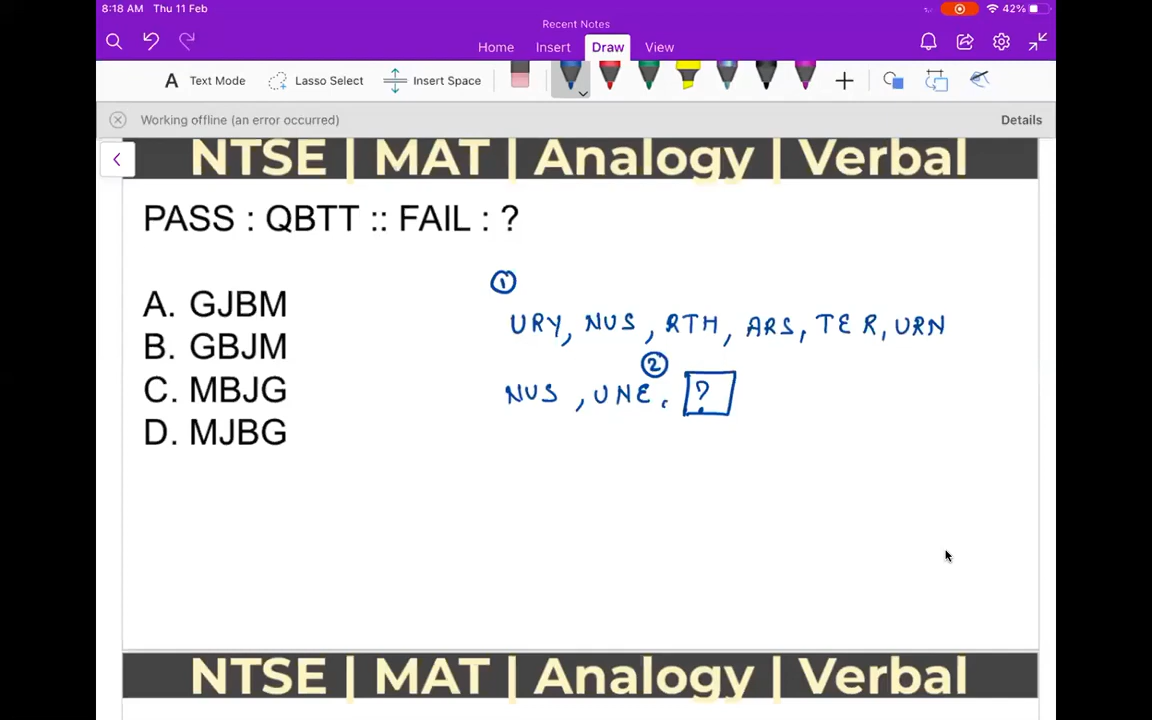 8:18 AM Thu 11 Feb
42%
Recent Notes
Home Insert Draw View
Text Mode Lasso Select Insert Space
Working offline (an error occurred) Details
NTSE | MAT | Analogy | Verbal
PASS : QBTT :: FAIL : ?
A. GJBM
B. GBJM
C. MBJG
D. MJBG
1
URY, NUS, RTH, ARS, TER, URN
2
NUS, UNE, ?
NTSE | MAT | Analogy | Verbal